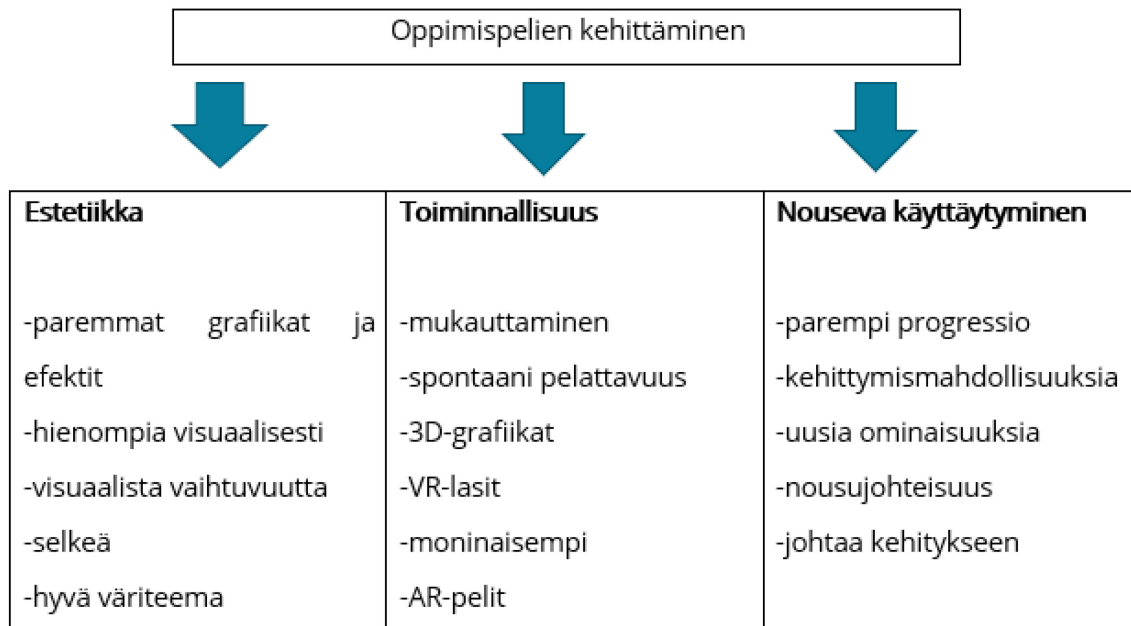 Oppimispelien kehittäminen
Estetiikka
-paremmat grafiikat ja
efektit
-hienompia visuaalisesti
-visuaalista vaihtuvuutta
-selkeä
-hyvä väriteema
Toiminnallisuus
-mukauttaminen
-spontaani pelattavuus
-3D-grafiikat
-VR-lasit
-moninaisempi
-AR-pelit
Nouseva käyttäytyminen
-parempi progressio
-kehittymismahdollisuuksia
-uusia ominaisuuksia
-nousujohteisuus
-johtaa kehitykseen